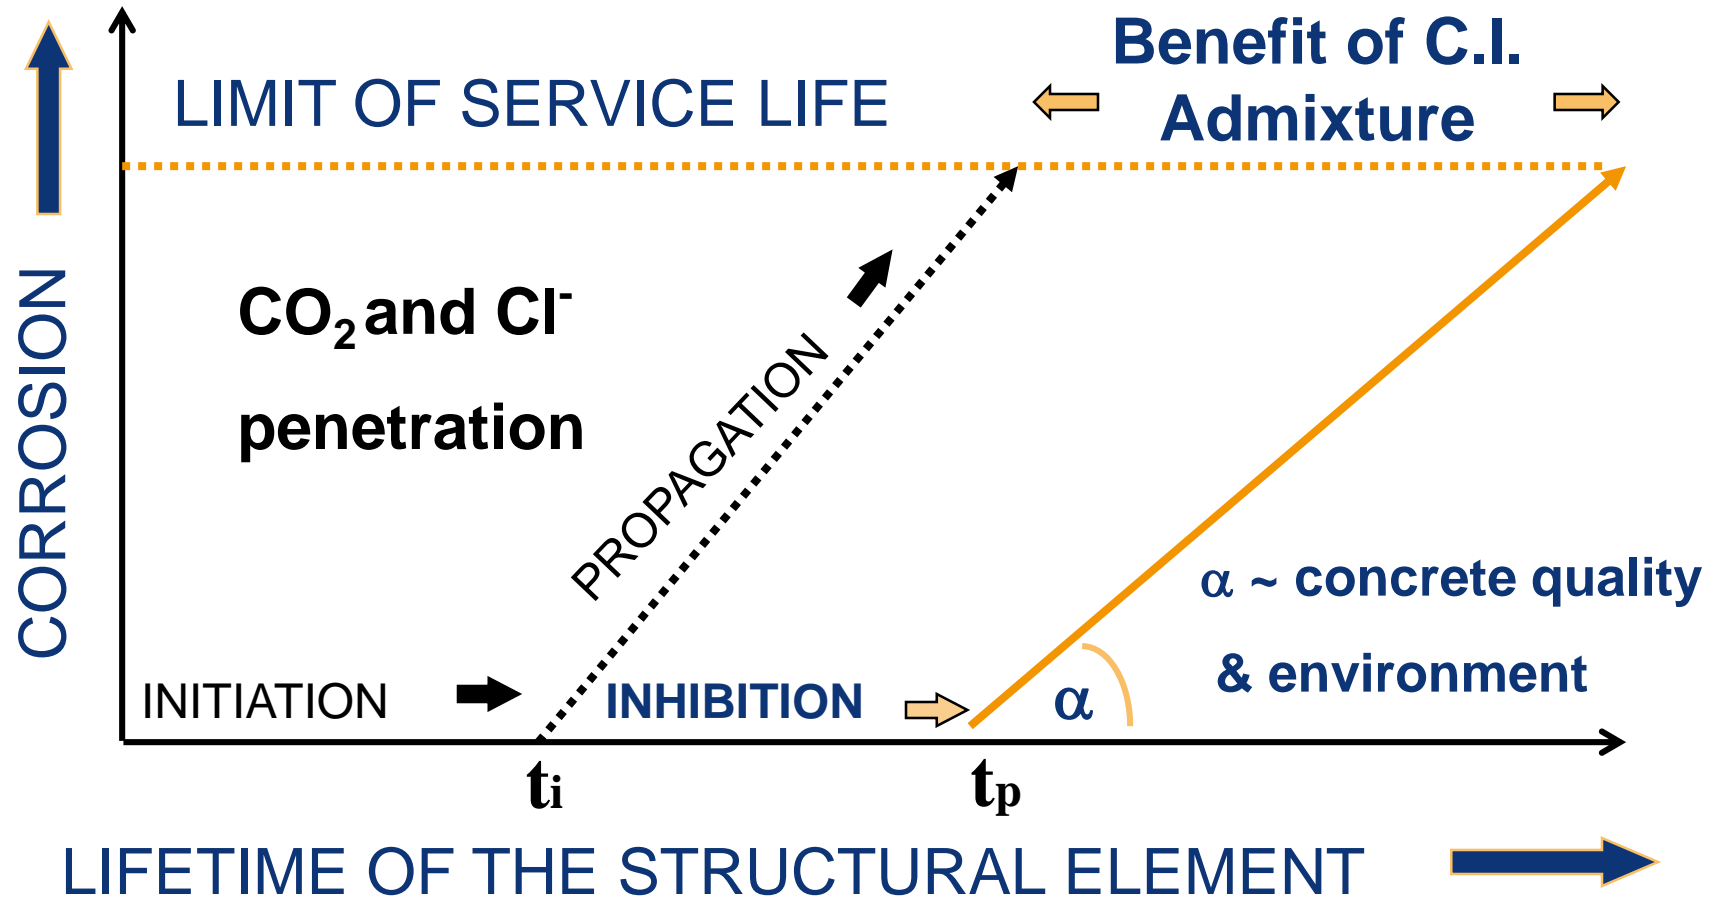 Benefit of C.I.
Admixture
LIMIT OF SERVICE LIFE
CORROSION
CO₂ and Cl⁻
penetration
PROPAGATION
α ~ concrete quality
& environment
INITIATION
INHIBITION
α
tᵢ
tₚ
LIFETIME OF THE STRUCTURAL ELEMENT